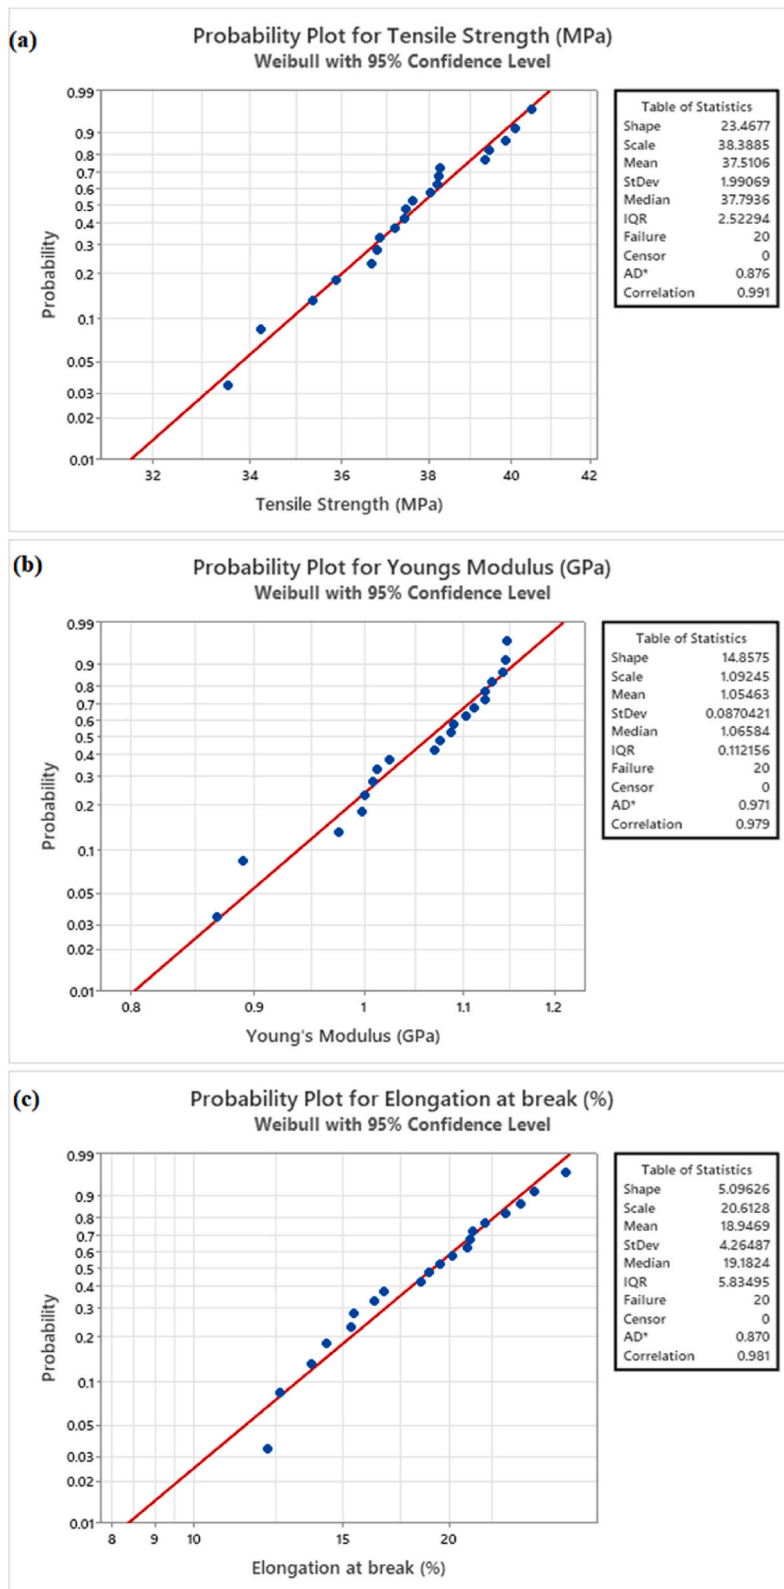 (a)
Probability Plot for Tensile Strength (MPa)
Weibull with 95% Confidence Level
0.99
0.9
0.8
0.7
0.6
0.5
0.4
0.3
0.2
0.1
0.05
0.03
0.02
0.01
Probability
32 34 36 38 40 42
Tensile Strength (MPa)
Table of Statistics
Shape 23.4677
Scale 38.3885
Mean 37.5106
StDev 1.99069
Median 37.7936
IQR 2.52294
Failure 20
Censor 0
AD* 0.876
Correlation 0.991
(b)
Probability Plot for Youngs Modulus (GPa)
Weibull with 95% Confidence Level
0.99
0.9
0.8
0.7
0.6
0.5
0.4
0.3
0.2
0.1
0.05
0.03
0.02
0.01
Probability
0.8 0.9 1 1.1 1.2
Young's Modulus (GPa)
Table of Statistics
Shape 14.8575
Scale 1.09245
Mean 1.05463
StDev 0.0870421
Median 1.06584
IQR 0.112156
Failure 20
Censor 0
AD* 0.971
Correlation 0.979
(c)
Probability Plot for Elongation at break (%)
Weibull with 95% Confidence Level
0.99
0.9
0.8
0.7
0.6
0.5
0.4
0.3
0.2
0.1
0.05
0.03
0.02
0.01
Probability
8 9 10 15 20
Elongation at break (%)
Table of Statistics
Shape 5.09626
Scale 20.6128
Mean 18.9469
StDev 4.26487
Median 19.1824
IQR 5.83495
Failure 20
Censor 0
AD* 0.870
Correlation 0.981